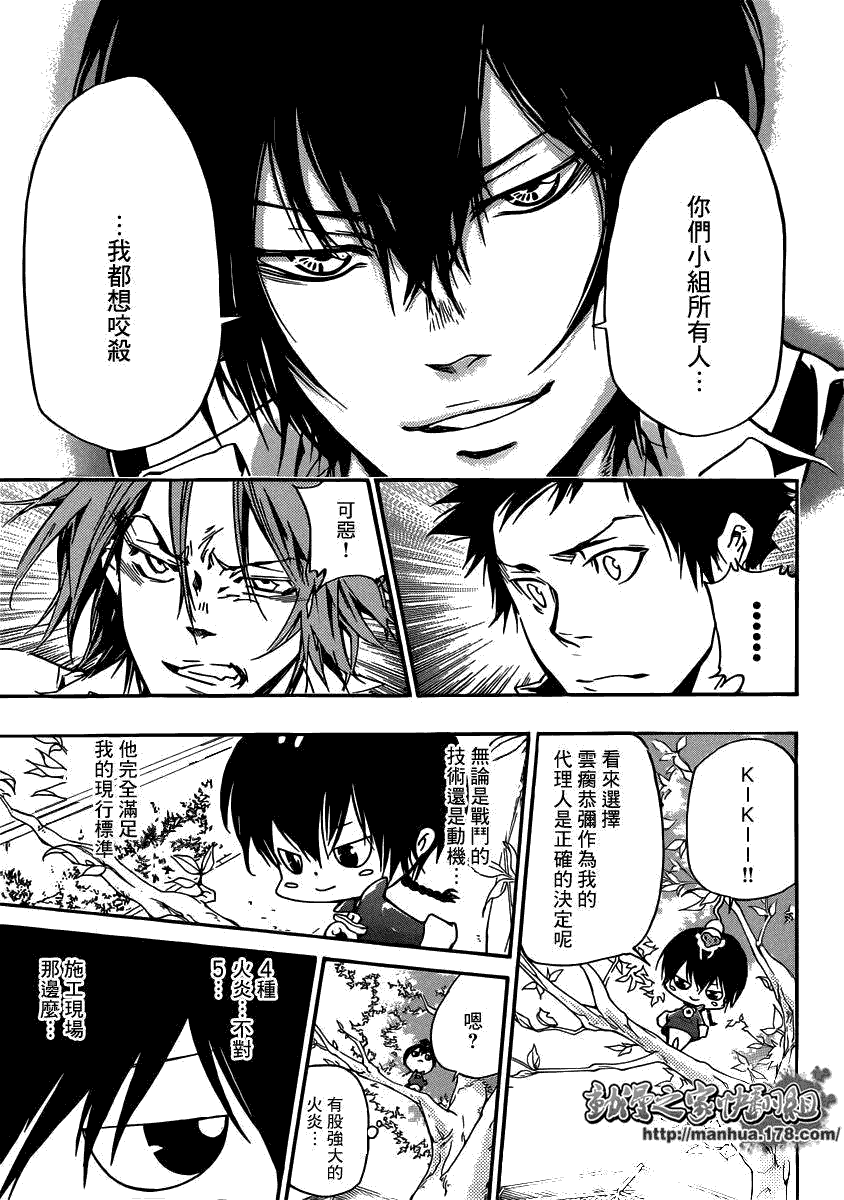 你們小組所有人…
…我都想咬殺
……
可惡！
KIKI—!!
看來選擇
雲雀恭彌作為我的
代理人是正確的決定呢
無論是戰鬥的
技術還是動機…
他完全滿足
我的現行標準
嗯？
有股強大的
火炎…
4種
火炎…不對
5…
施工現場
那邊麼…
動漫之家汉化组
http://manhua.178.com/